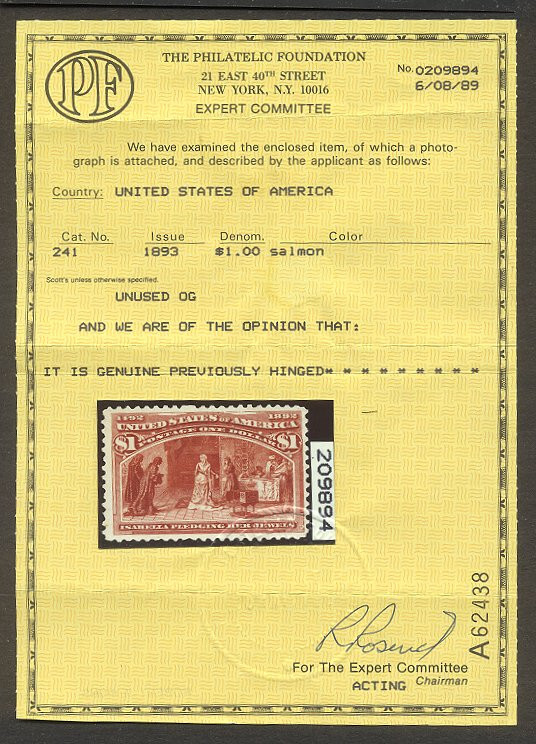 PF
THE PHILATELIC FOUNDATION
21 EAST 40TH STREET
NEW YORK, N.Y. 10016
EXPERT COMMITTEE
No. 0209894
6/08/89
We have examined the enclosed item, of which a photo-
graph is attached, and described by the applicant as follows:
Country: UNITED STATES OF AMERICA
Cat. No. Issue Denom. Color
241 1893 $1.00 salmon
Scott's unless otherwise specified.
UNUSED OG
AND WE ARE OF THE OPINION THAT:
IT IS GENUINE PREVIOUSLY HINGED* * * * * * * * * *
1492 1892
UNITED STATES OF AMERICA
$1 POSTAGE ONE DOLLAR $1
ISABELLA PLEDGING HER JEWELS
209894
A62438
For The Expert Committee
ACTING Chairman